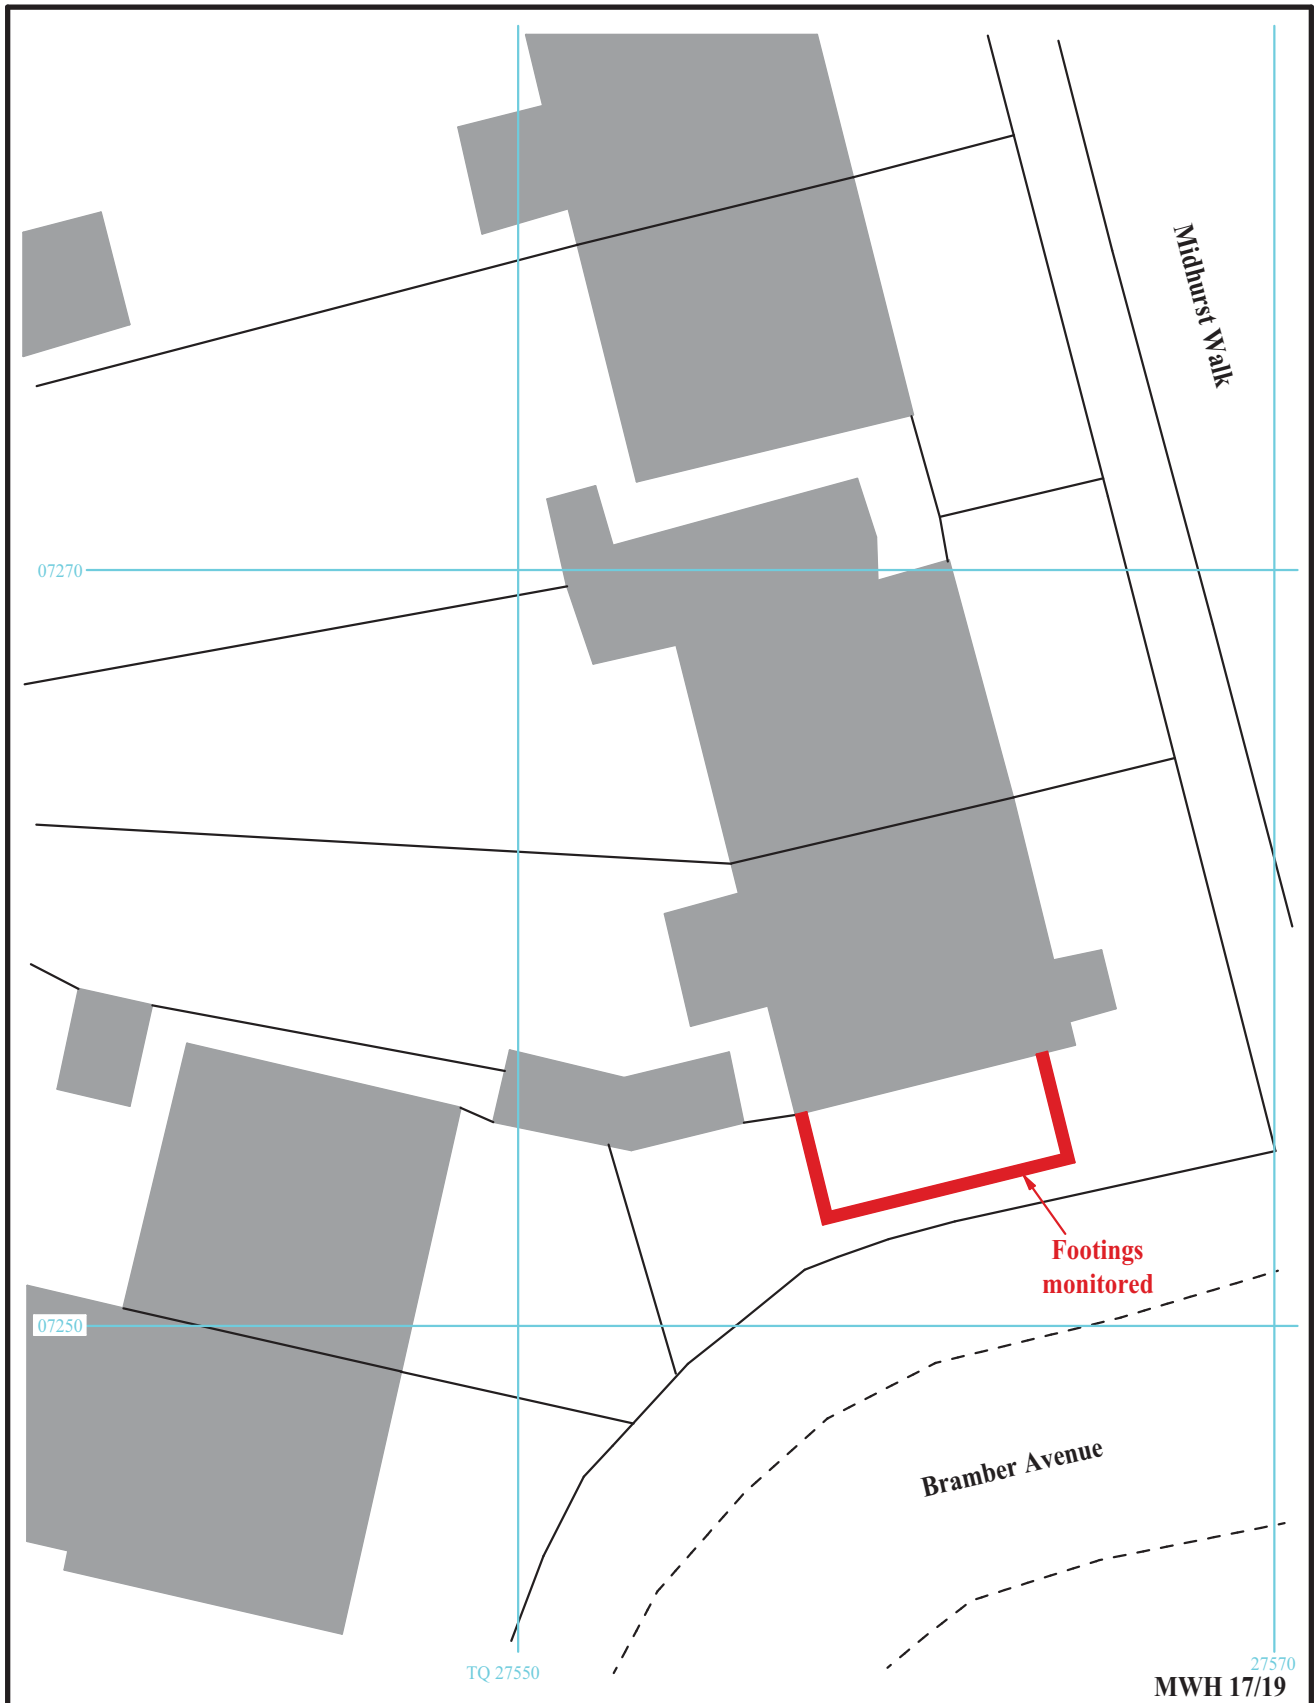 Midhurst Walk
07270
Footings
monitored
07250
Bramber Avenue
TQ 27550
27570
MWH 17/19